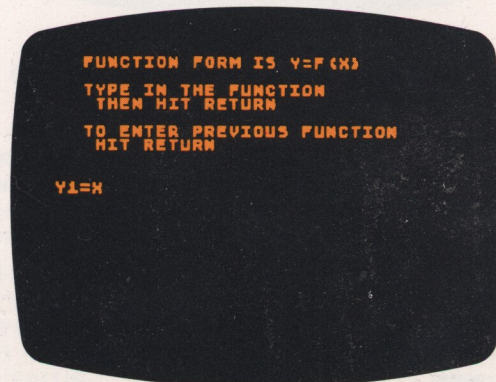 FUNCTION FORM IS Y=F(X)
TYPE IN THE FUNCTION
THEN HIT RETURN
TO ENTER PREVIOUS FUNCTION
HIT RETURN
Y1=X